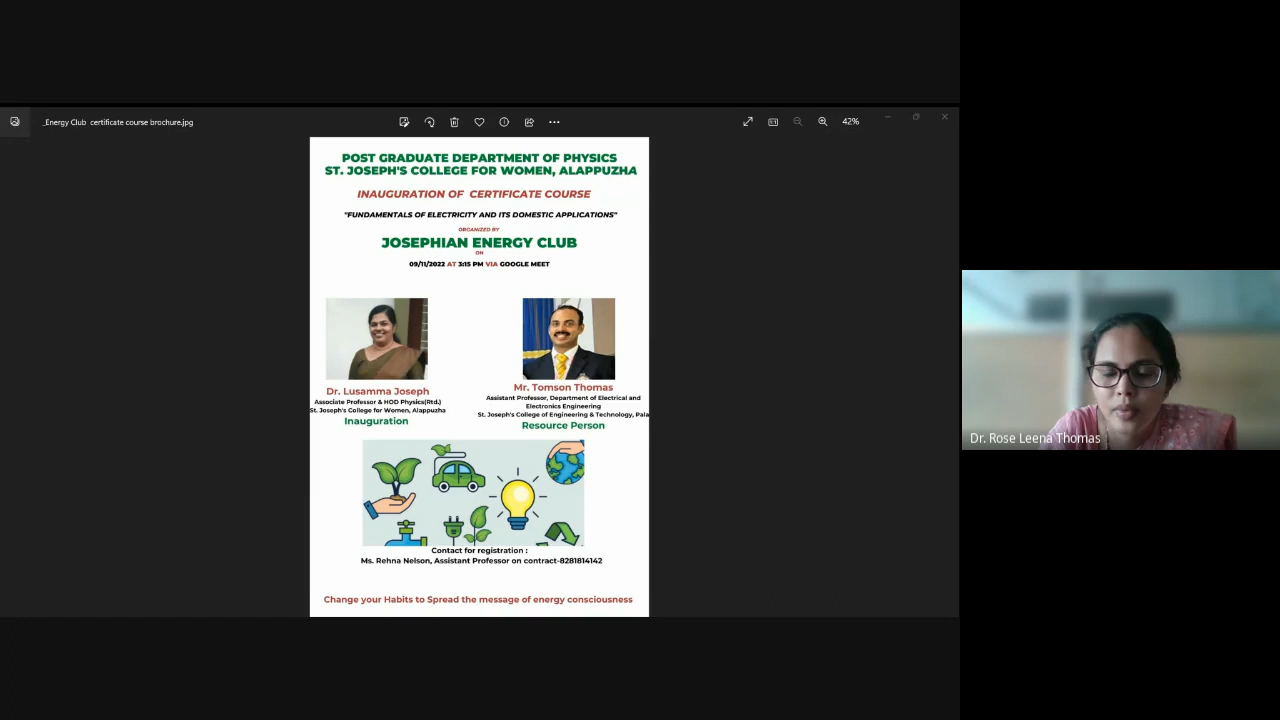 _Energy Club certificate course brochure.jpg
42%
POST GRADUATE DEPARTMENT OF PHYSICS
ST. JOSEPH'S COLLEGE FOR WOMEN, ALAPPUZHA
INAUGURATION OF CERTIFICATE COURSE
"FUNDAMENTALS OF ELECTRICITY AND ITS DOMESTIC APPLICATIONS"
ORGANIZED BY
JOSEPHIAN ENERGY CLUB
ON
09/11/2022 AT 3:15 PM VIA GOOGLE MEET
Dr. Lusamma Joseph
Associate Professor & HOD Physics(Rtd.)
St. Joseph's College for Women, Alappuzha
Inauguration
Mr. Tomson Thomas
Assistant Professor, Department of Electrical and
Electronics Engineering
St. Joseph's College of Engineering & Technology, Pala
Resource Person
Contact for registration :
Ms. Rehna Nelson, Assistant Professor on contract-8281814142
Change your Habits to Spread the message of energy consciousness
Dr. Rose Leena Thomas